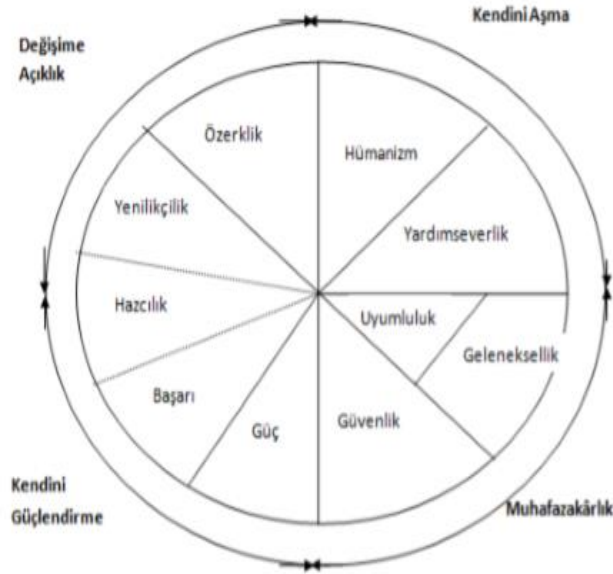 Kendini Aşma
Değişime
Açıklık
Özerklik
Hümanizm
Yenilikçilik
Yardımseverlik
Hazcılık
Uyumluluk
Geleneksellik
Başarı
Güç
Güvenlik
Kendini
Güçlendirme
Muhafazakârlık